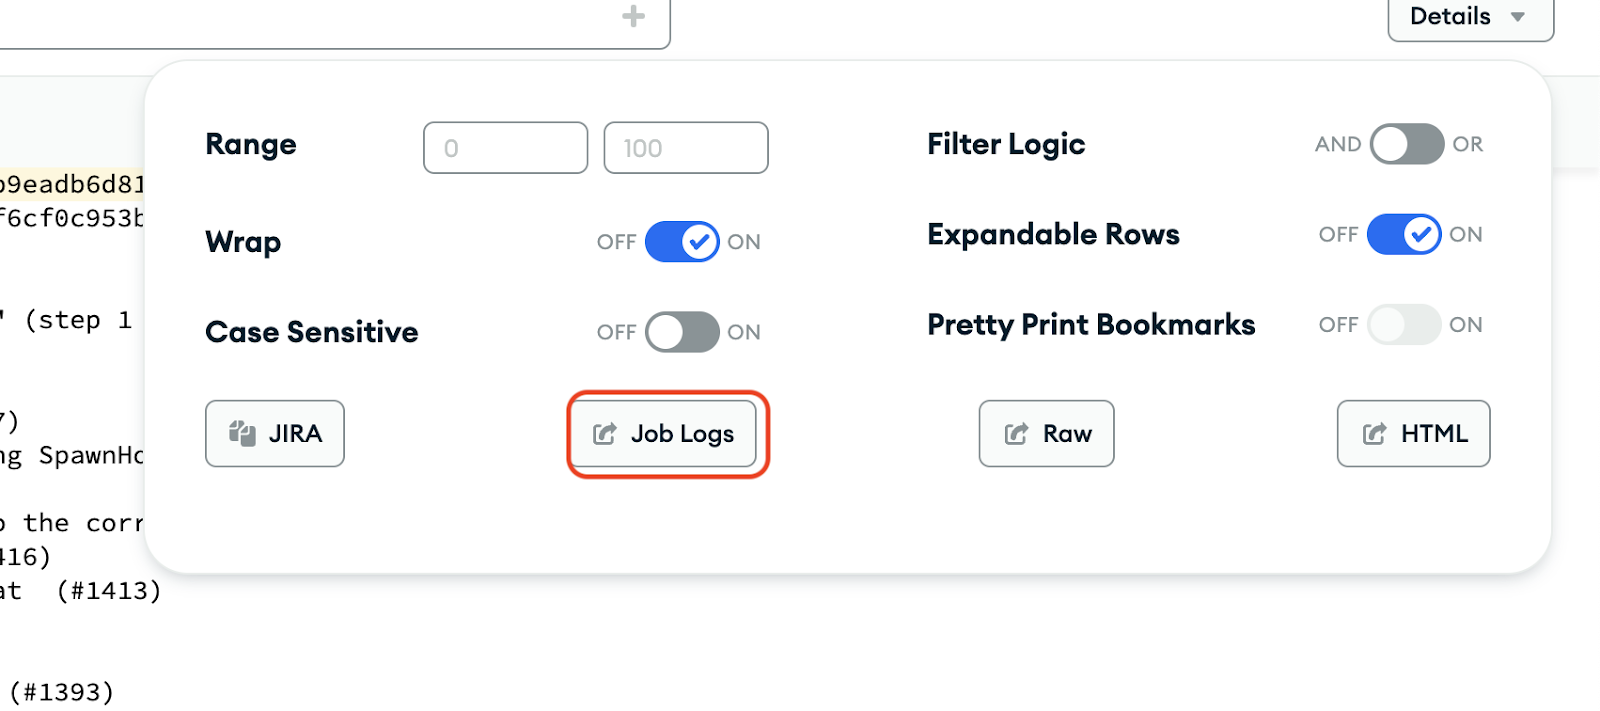 +
Details
Range 0 100
Filter Logic AND OR
b9eadb6d81
f6cf0c953b
Wrap OFF ON
Expandable Rows OFF ON
" (step 1
Case Sensitive OFF ON
Pretty Print Bookmarks OFF ON
7)
ng SpawnHo
JIRA
Job Logs
Raw
HTML
o the corr
416)
at (#1413)
(#1393)